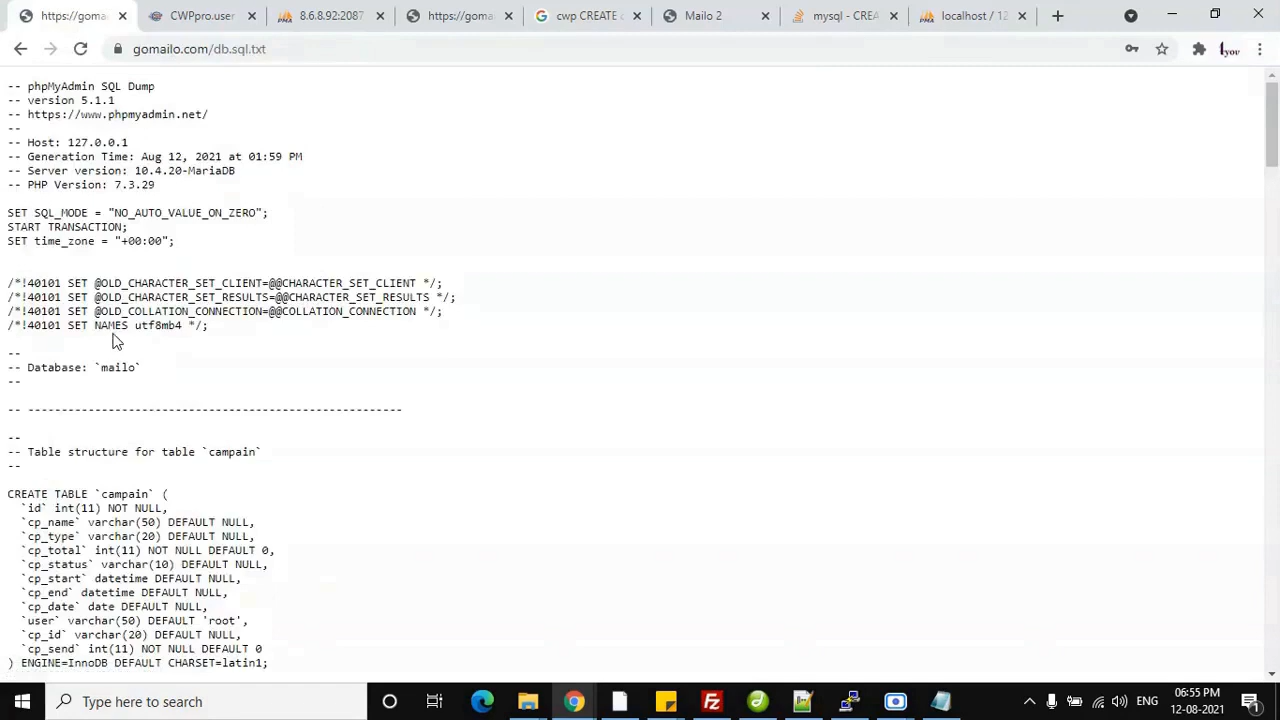 https://goma
CWPpro.user
8.6.8.92:2087
https://goma
cwp CREATE c
Mailo 2
mysql - CREA
localhost / 12
gomailo.com/db.sql.txt
-- phpMyAdmin SQL Dump
-- version 5.1.1
-- https://www.phpmyadmin.net/
--
-- Host: 127.0.0.1
-- Generation Time: Aug 12, 2021 at 01:59 PM
-- Server version: 10.4.20-MariaDB
-- PHP Version: 7.3.29
SET SQL_MODE = "NO_AUTO_VALUE_ON_ZERO";
START TRANSACTION;
SET time_zone = "+00:00";
/*!40101 SET @OLD_CHARACTER_SET_CLIENT=@@CHARACTER_SET_CLIENT */;
/*!40101 SET @OLD_CHARACTER_SET_RESULTS=@@CHARACTER_SET_RESULTS */;
/*!40101 SET @OLD_COLLATION_CONNECTION=@@COLLATION_CONNECTION */;
/*!40101 SET NAMES utf8mb4 */;
--
-- Database: `mailo`
--
-- --------------------------------------------------------
--
-- Table structure for table `campain`
--
CREATE TABLE `campain` (
`id` int(11) NOT NULL,
`cp_name` varchar(50) DEFAULT NULL,
`cp_type` varchar(20) DEFAULT NULL,
`cp_total` int(11) NOT NULL DEFAULT 0,
`cp_status` varchar(10) DEFAULT NULL,
`cp_start` datetime DEFAULT NULL,
`cp_end` datetime DEFAULT NULL,
`cp_date` date DEFAULT NULL,
`user` varchar(50) DEFAULT 'root',
`cp_id` varchar(20) DEFAULT NULL,
`cp_send` int(11) NOT NULL DEFAULT 0
) ENGINE=InnoDB DEFAULT CHARSET=latin1;
Type here to search
ENG
06:55 PM
12-08-2021